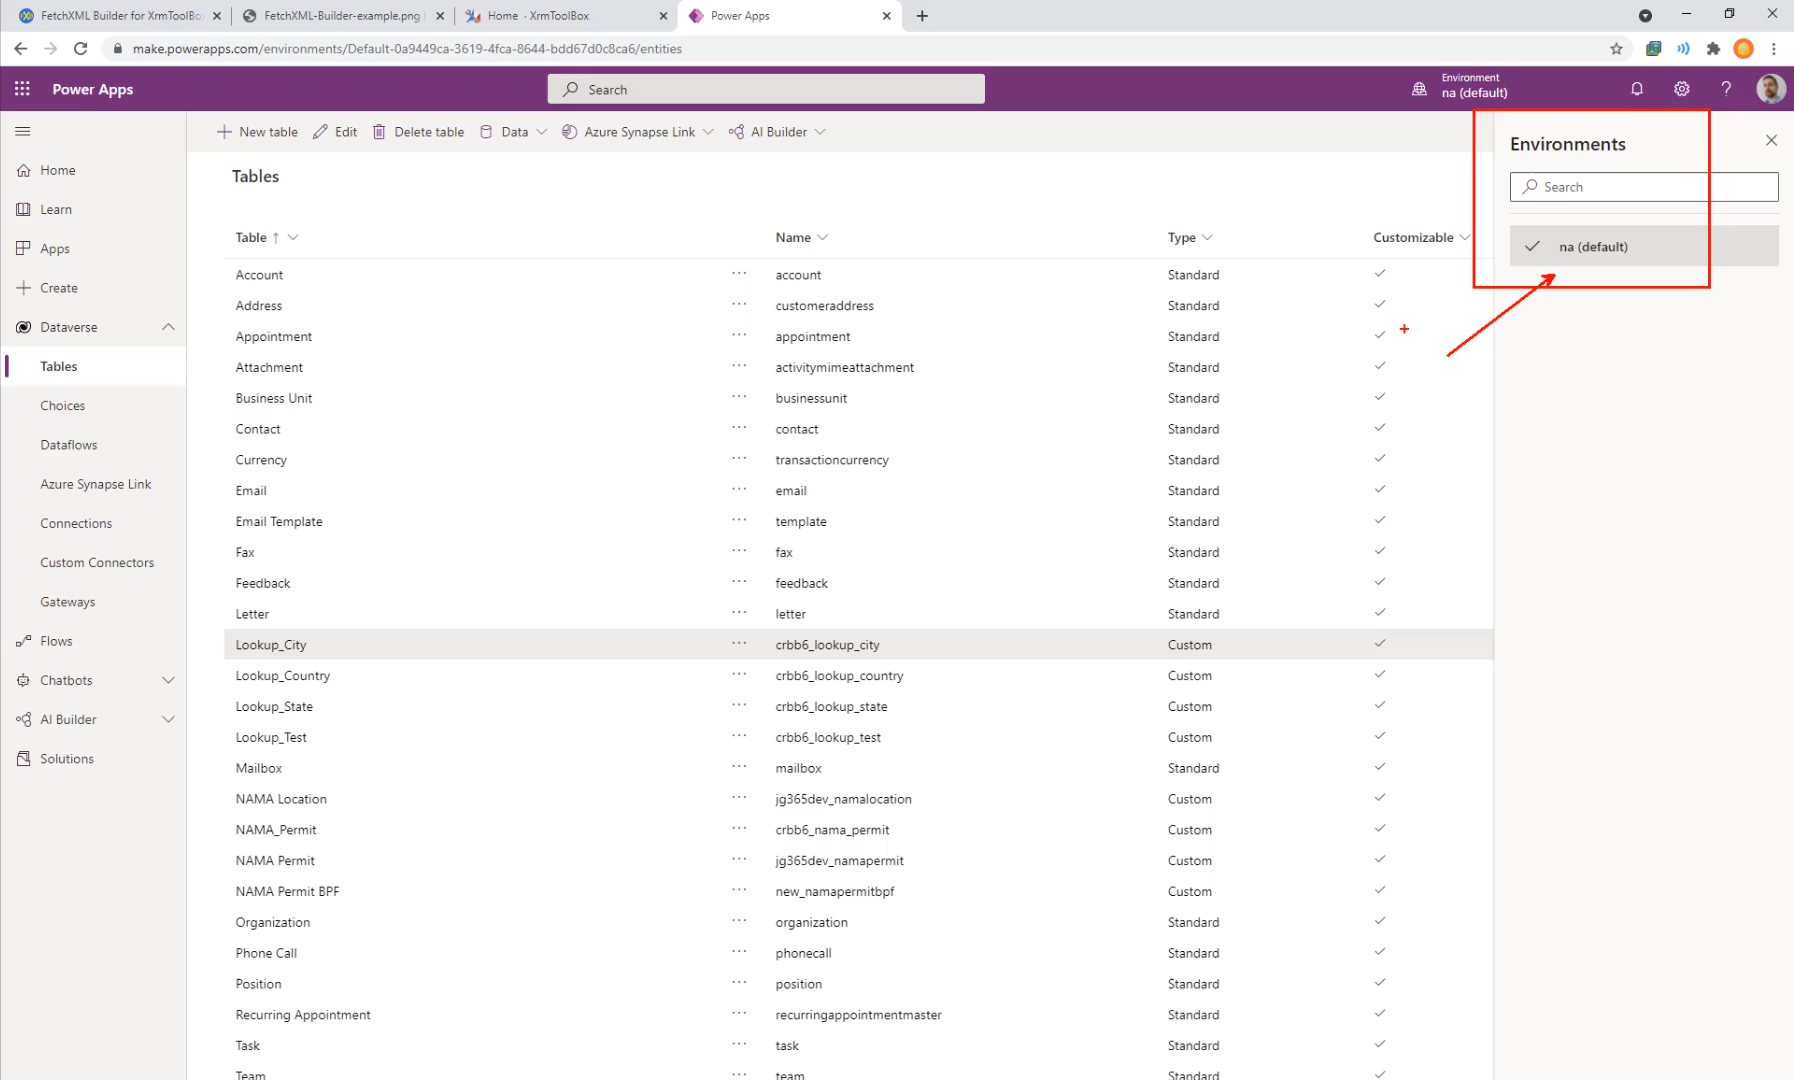 FetchXML Builder for XrmToolBo
FetchXML-Builder-example.png
Home · XrmToolBox
Power Apps
make.powerapps.com/environments/Default-0a9449ca-3619-4fca-8644-bdd67d0c8ca6/entities
Power Apps
Search
Environment
na (default)
New table
Edit
Delete table
Data
Azure Synapse Link
AI Builder
Home
Learn
Apps
Create
Dataverse
Tables
Choices
Dataflows
Azure Synapse Link
Connections
Custom Connectors
Gateways
Flows
Chatbots
AI Builder
Solutions
Tables
Table ↑ Name Type Customizable
Account ··· account Standard
Address ··· customeraddress Standard
Appointment ··· appointment Standard
Attachment ··· activitymimeattachment Standard
Business Unit ··· businessunit Standard
Contact ··· contact Standard
Currency ··· transactioncurrency Standard
Email ··· email Standard
Email Template ··· template Standard
Fax ··· fax Standard
Feedback ··· feedback Standard
Letter ··· letter Standard
Lookup_City ··· crbb6_lookup_city Custom
Lookup_Country ··· crbb6_lookup_country Custom
Lookup_State ··· crbb6_lookup_state Custom
Lookup_Test ··· crbb6_lookup_test Custom
Mailbox ··· mailbox Standard
NAMA Location ··· jg365dev_namalocation Custom
NAMA_Permit ··· crbb6_nama_permit Custom
NAMA Permit ··· jg365dev_namapermit Custom
NAMA Permit BPF ··· new_namapermitbpf Custom
Organization ··· organization Standard
Phone Call ··· phonecall Standard
Position ··· position Standard
Recurring Appointment ··· recurringappointmentmaster Standard
Task ··· task Standard
Team ··· team Standard
Environments
Search
na (default)